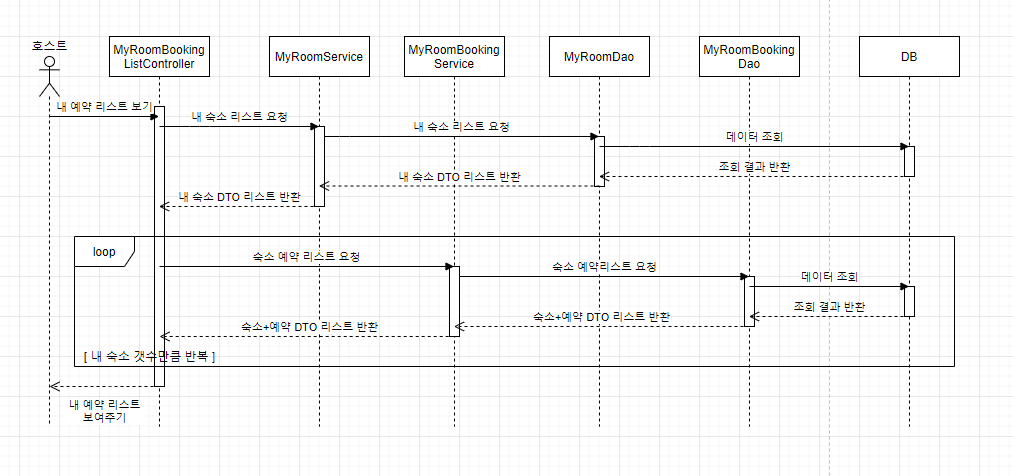 호스트
MyRoomBooking
ListController
MyRoomService
MyRoomBooking
Service
MyRoomDao
MyRoomBooking
Dao
DB
내 예약 리스트 보기
내 숙소 리스트 요청
내 숙소 리스트 요청
데이터 조회
조회 결과 반환
내 숙소 DTO 리스트 반환
내 숙소 DTO 리스트 반환
loop
숙소 예약 리스트 요청
숙소 예약리스트 요청
데이터 조회
조회 결과 반환
숙소+예약 DTO 리스트 반환
숙소+예약 DTO 리스트 반환
[ 내 숙소 갯수만큼 반복 ]
내 예약 리스트
보여주기